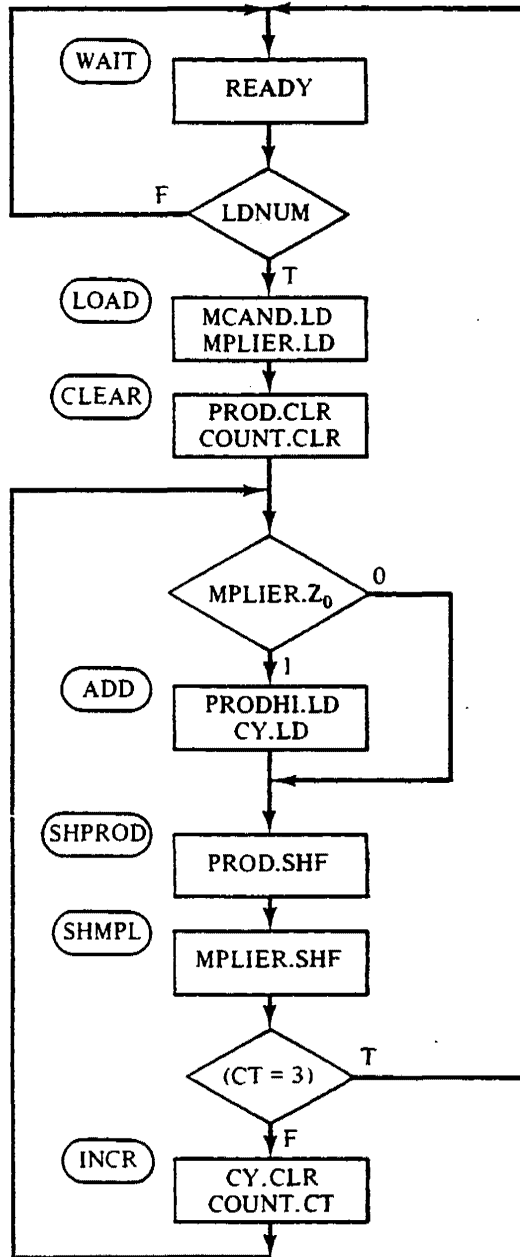 WAIT
READY
F
LDNUM
T
LOAD
MCAND.LD
MPLIER.LD
CLEAR
PROD.CLR
COUNT.CLR
MPLIER.Z₀
0
1
ADD
PRODHI.LD
CY.LD
SHPROD
PROD.SHF
SHMPL
MPLIER.SHF
(CT = 3)
T
F
INCR
CY.CLR
COUNT.CT